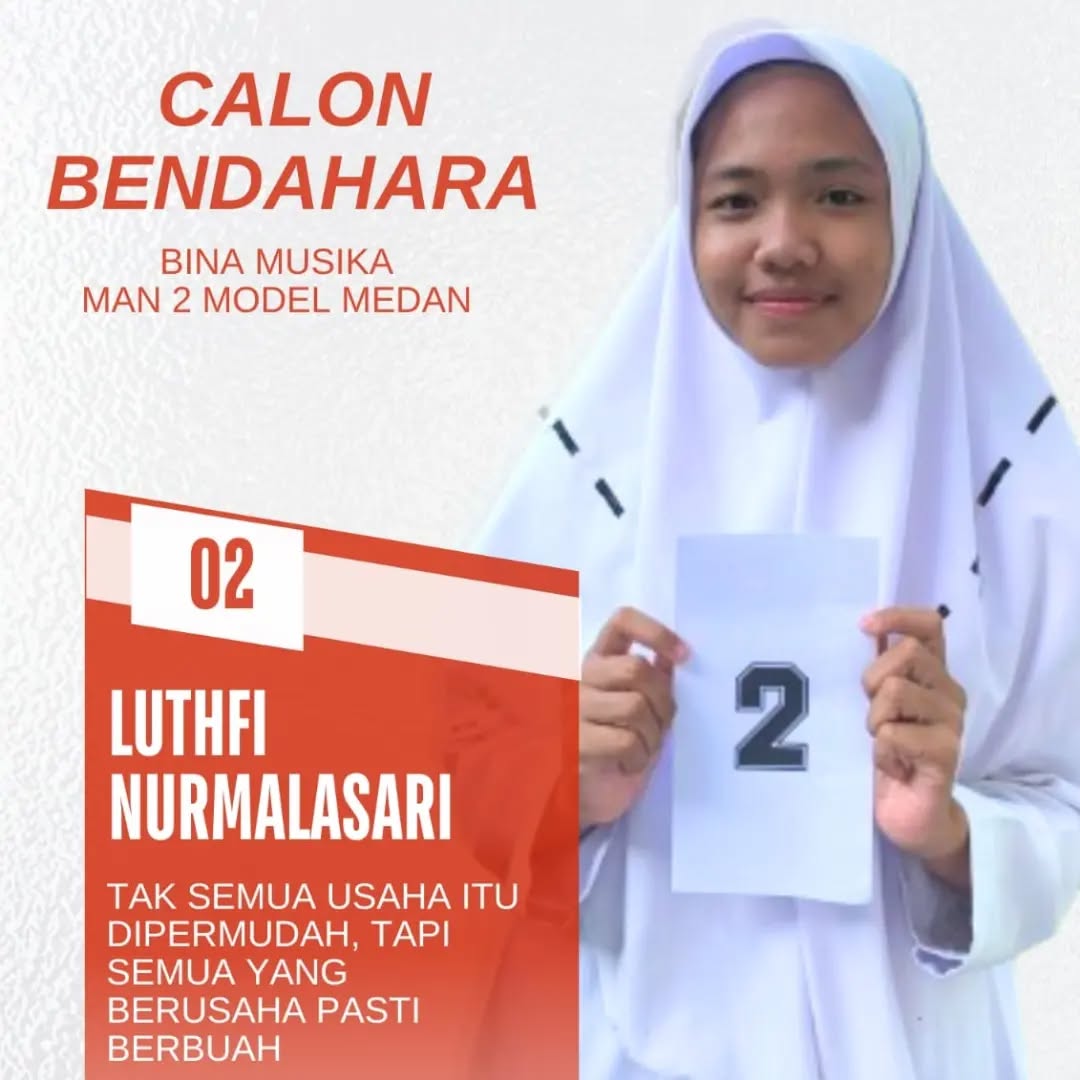 CALON
BENDAHARA
BINA MUSIKA
MAN 2 MODEL MEDAN
02
LUTHFI
NURMALASARI
TAK SEMUA USAHA ITU
DIPERMUDAH, TAPI
SEMUA YANG
BERUSAHA PASTI
BERBUAH
2